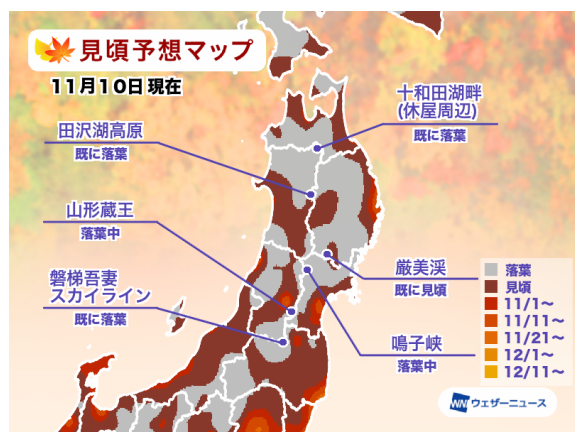 見頃予想マップ
11月10日 現在
十和田湖畔
(休屋周辺)
既に落葉
田沢湖高原
既に落葉
山形蔵王
落葉中
磐梯吾妻
スカイライン
既に落葉
厳美渓
既に見頃
鳴子峡
落葉中
落葉
見頃
11/1〜
11/11〜
11/21〜
12/1〜
12/11〜
WN ウェザーニュース